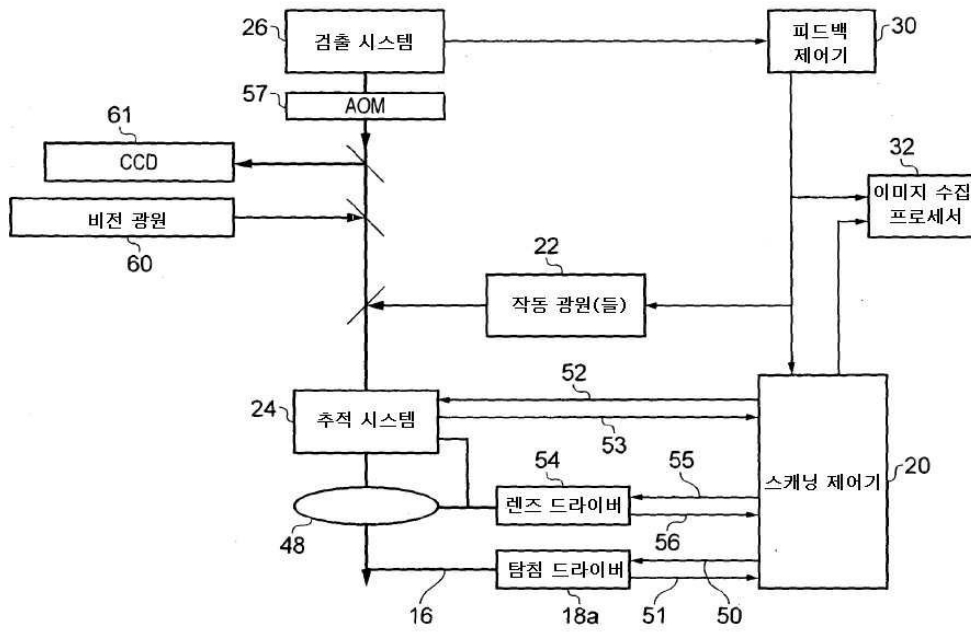 26
검출 시스템
피드백
제어기
30
57
AOM
61
CCD
32
이미지 수집
프로세서
비전 광원
60
22
작동 광원(들)
52
24
추적 시스템
53
54
55
20
스캐닝 제어기
렌즈 드라이버
48
56
탐침 드라이버
16
18a
51
50